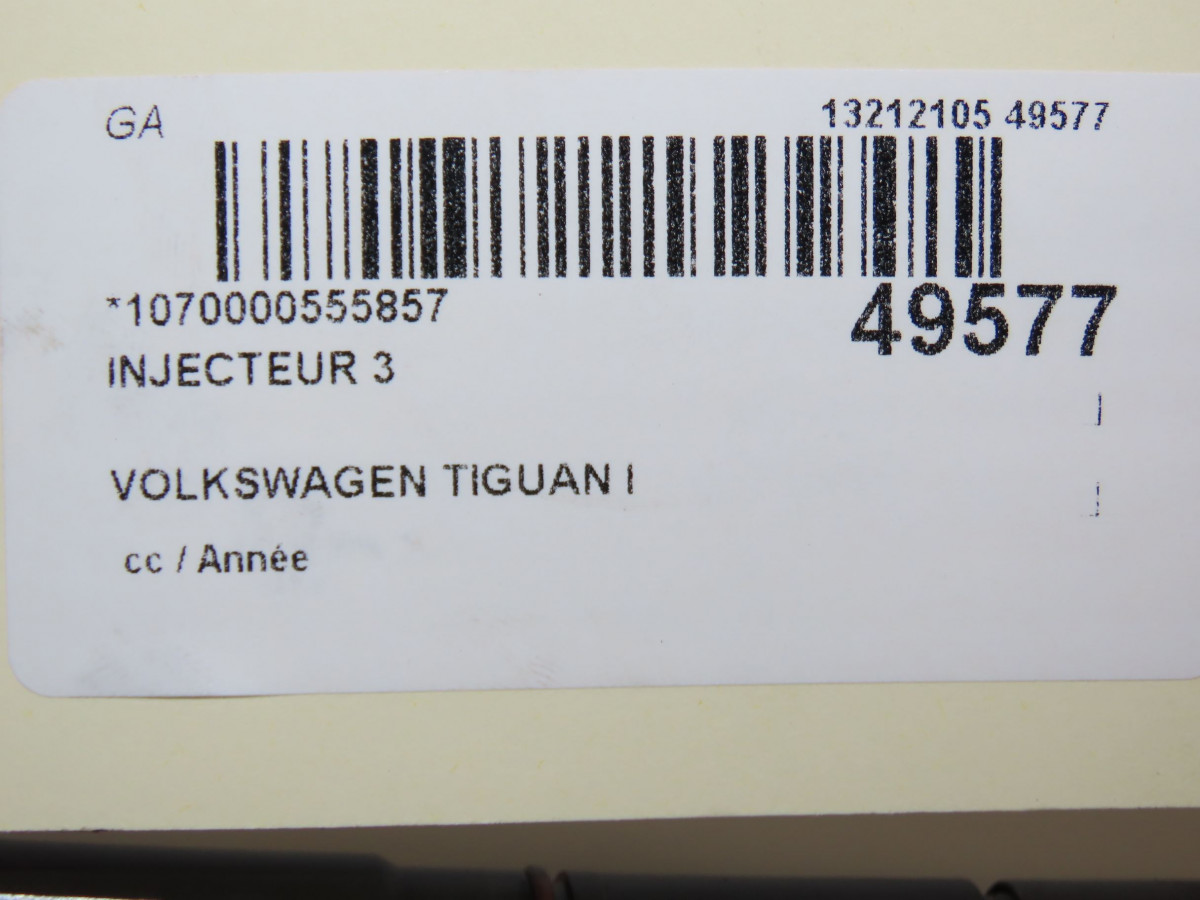 GA
13212105 49577
*1070000555857
49577
INJECTEUR 3
]
VOLKSWAGEN TIGUAN I
]
cc / Année